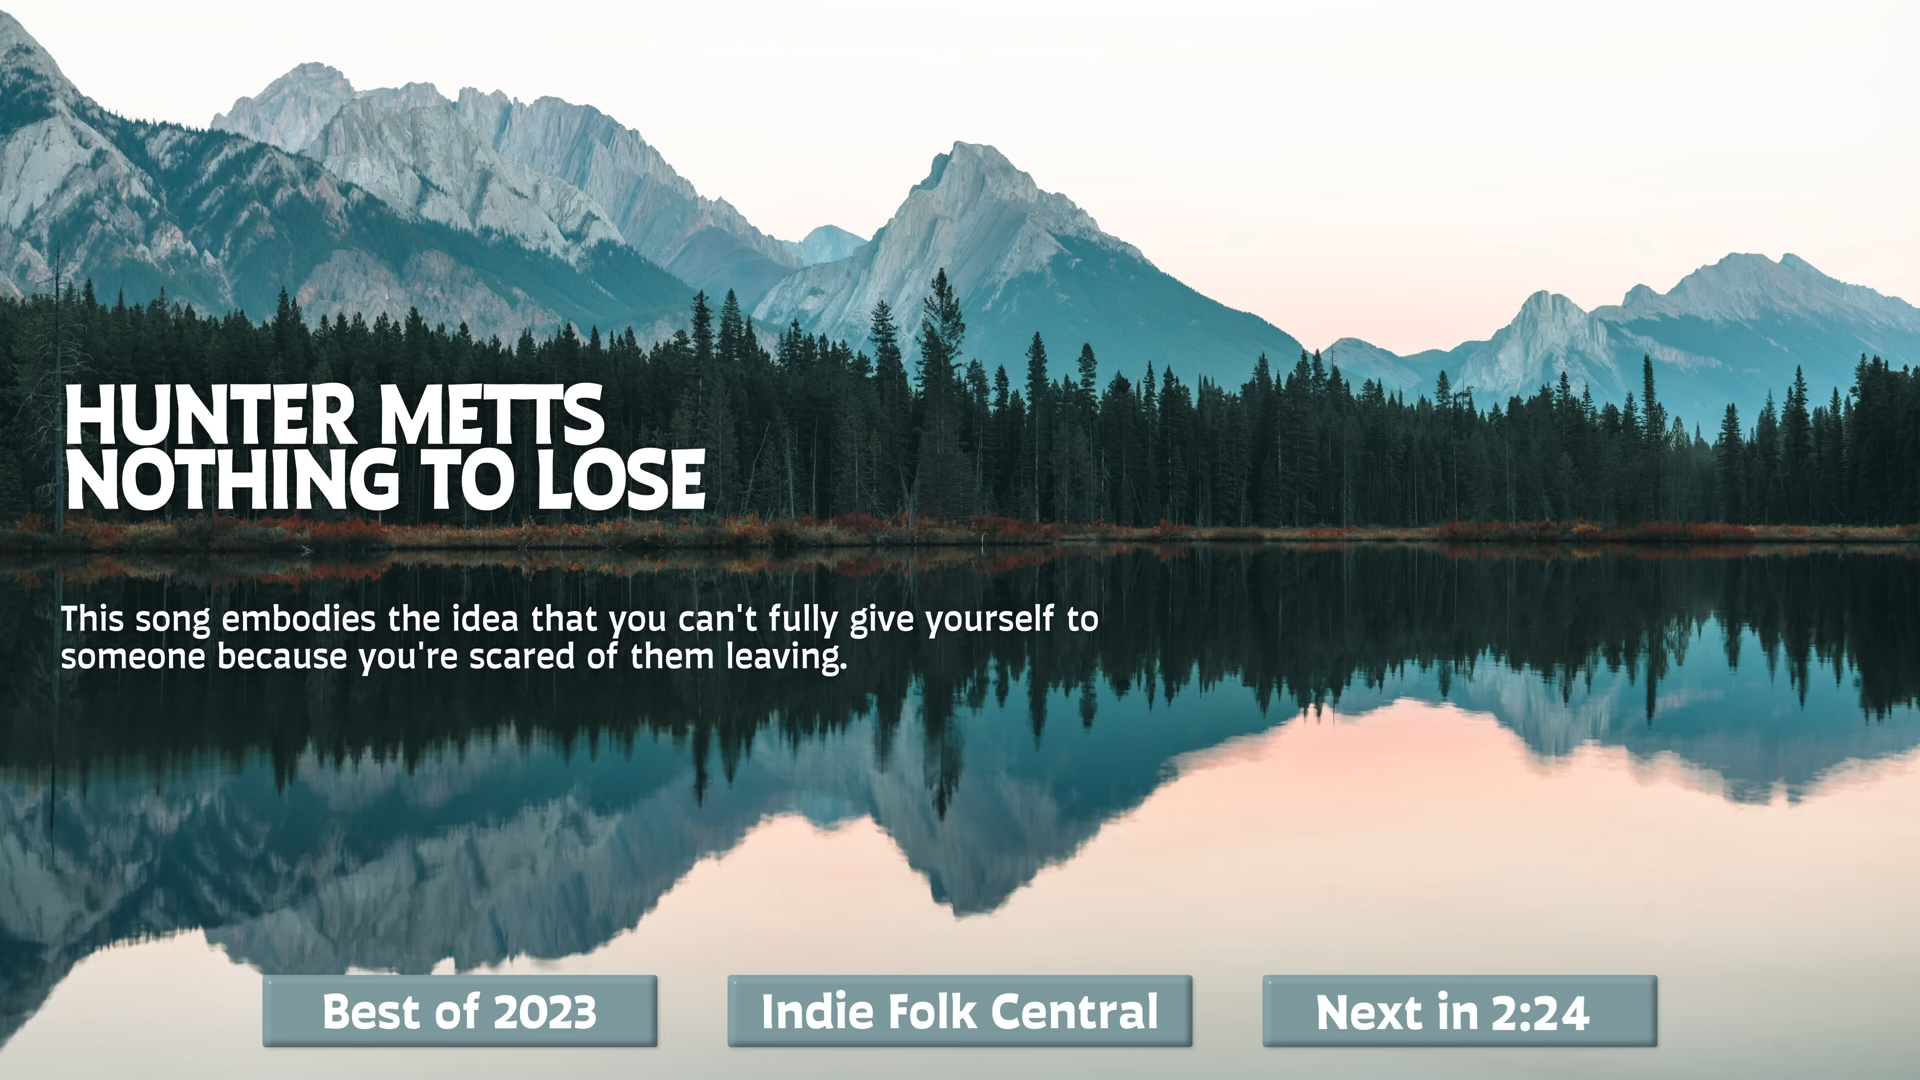 HUNTER METTS
NOTHING TO LOSE
This song embodies the idea that you can't fully give yourself to
someone because you're scared of them leaving.
Best of 2023
Indie Folk Central
Next in 2:24